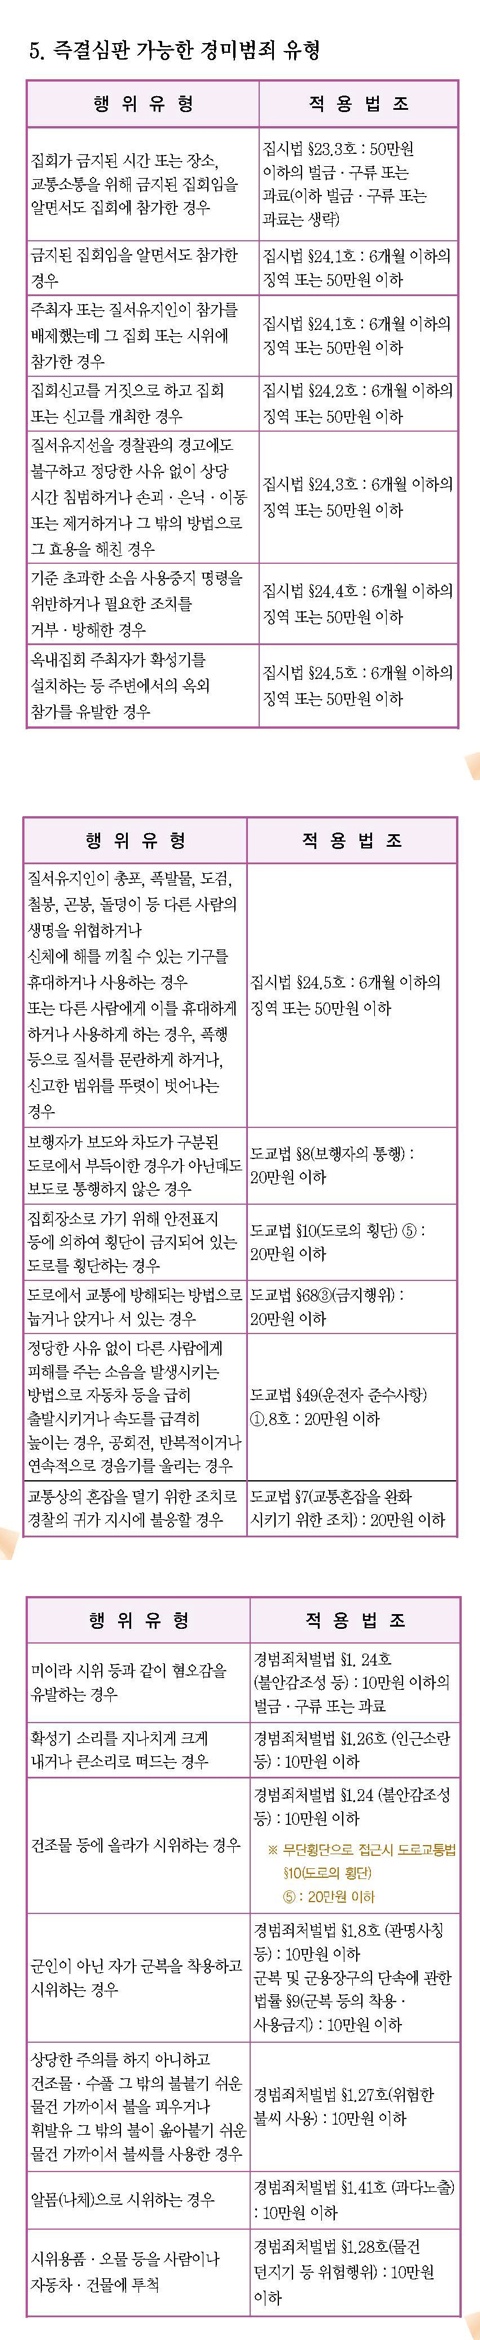 5. 즉결심판 가능한 경미범죄 유형
행 위 유 형
적 용 법 조
집회가 금지된 시간 또는 장소,
교통소통을 위해 금지된 집회임을
알면서도 집회에 참가한 경우
집시법 §23.3호 : 50만원
이하의 벌금 · 구류 또는
과료(이하 벌금 · 구류 또는
과료는 생략)
금지된 집회임을 알면서도 참가한
경우
집시법 §24.1호 : 6개월 이하의
징역 또는 50만원 이하
주최자 또는 질서유지인이 참가를
배제했는데 그 집회 또는 시위에
참가한 경우
집시법 §24.1호 : 6개월 이하의
징역 또는 50만원 이하
집회신고를 거짓으로 하고 집회
또는 신고를 개최한 경우
집시법 §24.2호 : 6개월 이하의
징역 또는 50만원 이하
질서유지선을 경찰관의 경고에도
불구하고 정당한 사유 없이 상당
시간 침범하거나 손괴 · 은닉 · 이동
또는 제거하거나 그 밖의 방법으로
그 효용을 해친 경우
집시법 §24.3호 : 6개월 이하의
징역 또는 50만원 이하
기준 초과한 소음 사용중지 명령을
위반하거나 필요한 조치를
거부 · 방해한 경우
집시법 §24.4호 : 6개월 이하의
징역 또는 50만원 이하
옥내집회 주최자가 확성기를
설치하는 등 주변에서의 옥외
참가를 유발한 경우
집시법 §24.5호 : 6개월 이하의
징역 또는 50만원 이하
행 위 유 형
적 용 법 조
질서유지인이 총포, 폭발물, 도검,
철봉, 곤봉, 돌덩이 등 다른 사람의
생명을 위협하거나
신체에 해를 끼칠 수 있는 기구를
휴대하거나 사용하는 경우
또는 다른 사람에게 이를 휴대하게
하거나 사용하게 하는 경우, 폭행
등으로 질서를 문란하게 하거나,
신고한 범위를 뚜렷이 벗어나는
경우
집시법 §24.5호 : 6개월 이하의
징역 또는 50만원 이하
보행자가 보도와 차도가 구분된
도로에서 부득이한 경우가 아닌데도
보도로 통행하지 않은 경우
도교법 §8(보행자의 통행) :
20만원 이하
집회장소로 가기 위해 안전표지
등에 의하여 횡단이 금지되어 있는
도로를 횡단하는 경우
도교법 §10(도로의 횡단) ⑤ :
20만원 이하
도로에서 교통에 방해되는 방법으로
눕거나 앉거나 서 있는 경우
도교법 §68③(금지행위) :
20만원 이하
정당한 사유 없이 다른 사람에게
피해를 주는 소음을 발생시키는
방법으로 자동차 등을 급히
출발시키거나 속도를 급격히
높이는 경우, 공회전, 반복적이거나
연속적으로 경음기를 울리는 경우
도교법 §49(운전자 준수사항)
①.8호 : 20만원 이하
교통상의 혼잡을 덜기 위한 조치로
경찰의 귀가 지시에 불응할 경우
도교법 §7(교통혼잡을 완화
시키기 위한 조치) : 20만원 이하
행 위 유 형
적 용 법 조
미이라 시위 등과 같이 혐오감을
유발하는 경우
경범죄처벌법 §1. 24호
(불안감조성 등) : 10만원 이하의
벌금 · 구류 또는 과료
확성기 소리를 지나치게 크게
내거나 큰소리로 떠드는 경우
경범죄처벌법 §1.26호 (인근소란
등) : 10만원 이하
건조물 등에 올라가 시위하는 경우
경범죄처벌법 §1.24 (불안감조성
등) : 10만원 이하
※ 무단횡단으로 접근시 도로교통법
§10(도로의 횡단)
⑤ : 20만원 이하
군인이 아닌 자가 군복을 착용하고
시위하는 경우
경범죄처벌법 §1.8호 (관명사칭
등) : 10만원 이하
군복 및 군용장구의 단속에 관한
법률 §9(군복 등의 착용 ·
사용금지) : 10만원 이하
상당한 주의를 하지 아니하고
건조물 · 수풀 그 밖의 불붙기 쉬운
물건 가까이서 불을 피우거나
휘발유 그 밖의 불이 옮아붙기 쉬운
물건 가까이서 불씨를 사용한 경우
경범죄처벌법 §1.27호(위험한
불씨 사용) : 10만원 이하
알몸(나체)으로 시위하는 경우
경범죄처벌법 §1.41호 (과다노출)
: 10만원 이하
시위용품 · 오물 등을 사람이나
자동차 · 건물에 투척
경범죄처벌법 §1.28호(물건
던지기 등 위험행위) : 10만원
이하